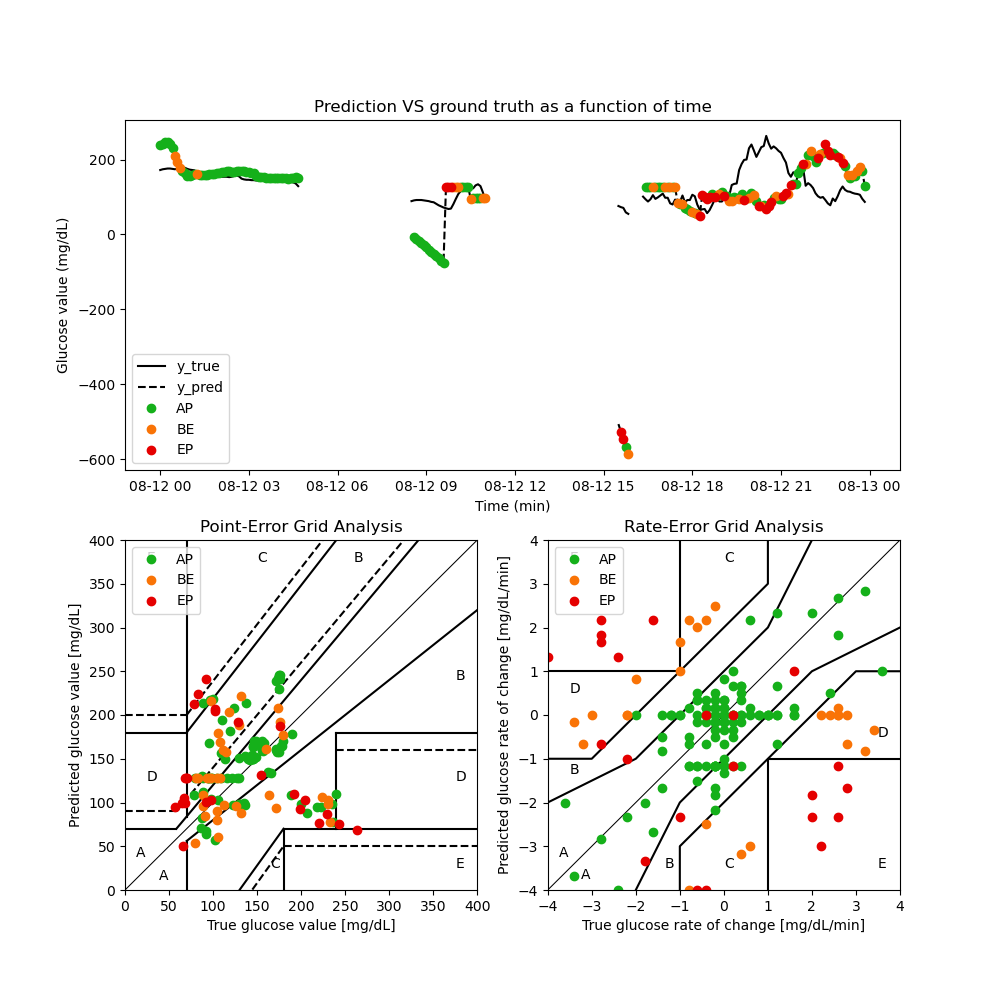 Prediction VS ground truth as a function of time
Glucose value (mg/dL)
200
0
−200
−400
−600
y_true
y_pred
AP
BE
EP
08-12 00
08-12 03
08-12 06
08-12 09
08-12 12
08-12 15
08-12 18
08-12 21
08-13 00
Time (min)
Point-Error Grid Analysis
Predicted glucose value [mg/dL]
400
350
300
250
200
150
100
50
0
AP
BE
EP
C
B
B
D
D
A
A
C
E
0
50
100
150
200
250
300
350
400
True glucose value [mg/dL]
Rate-Error Grid Analysis
Predicted glucose rate of change [mg/dL/min]
4
3
2
1
0
−1
−2
−3
−4
AP
BE
EP
C
D
D
B
A
A
B
C
E
−4
−3
−2
−1
0
1
2
3
4
True glucose rate of change [mg/dL/min]